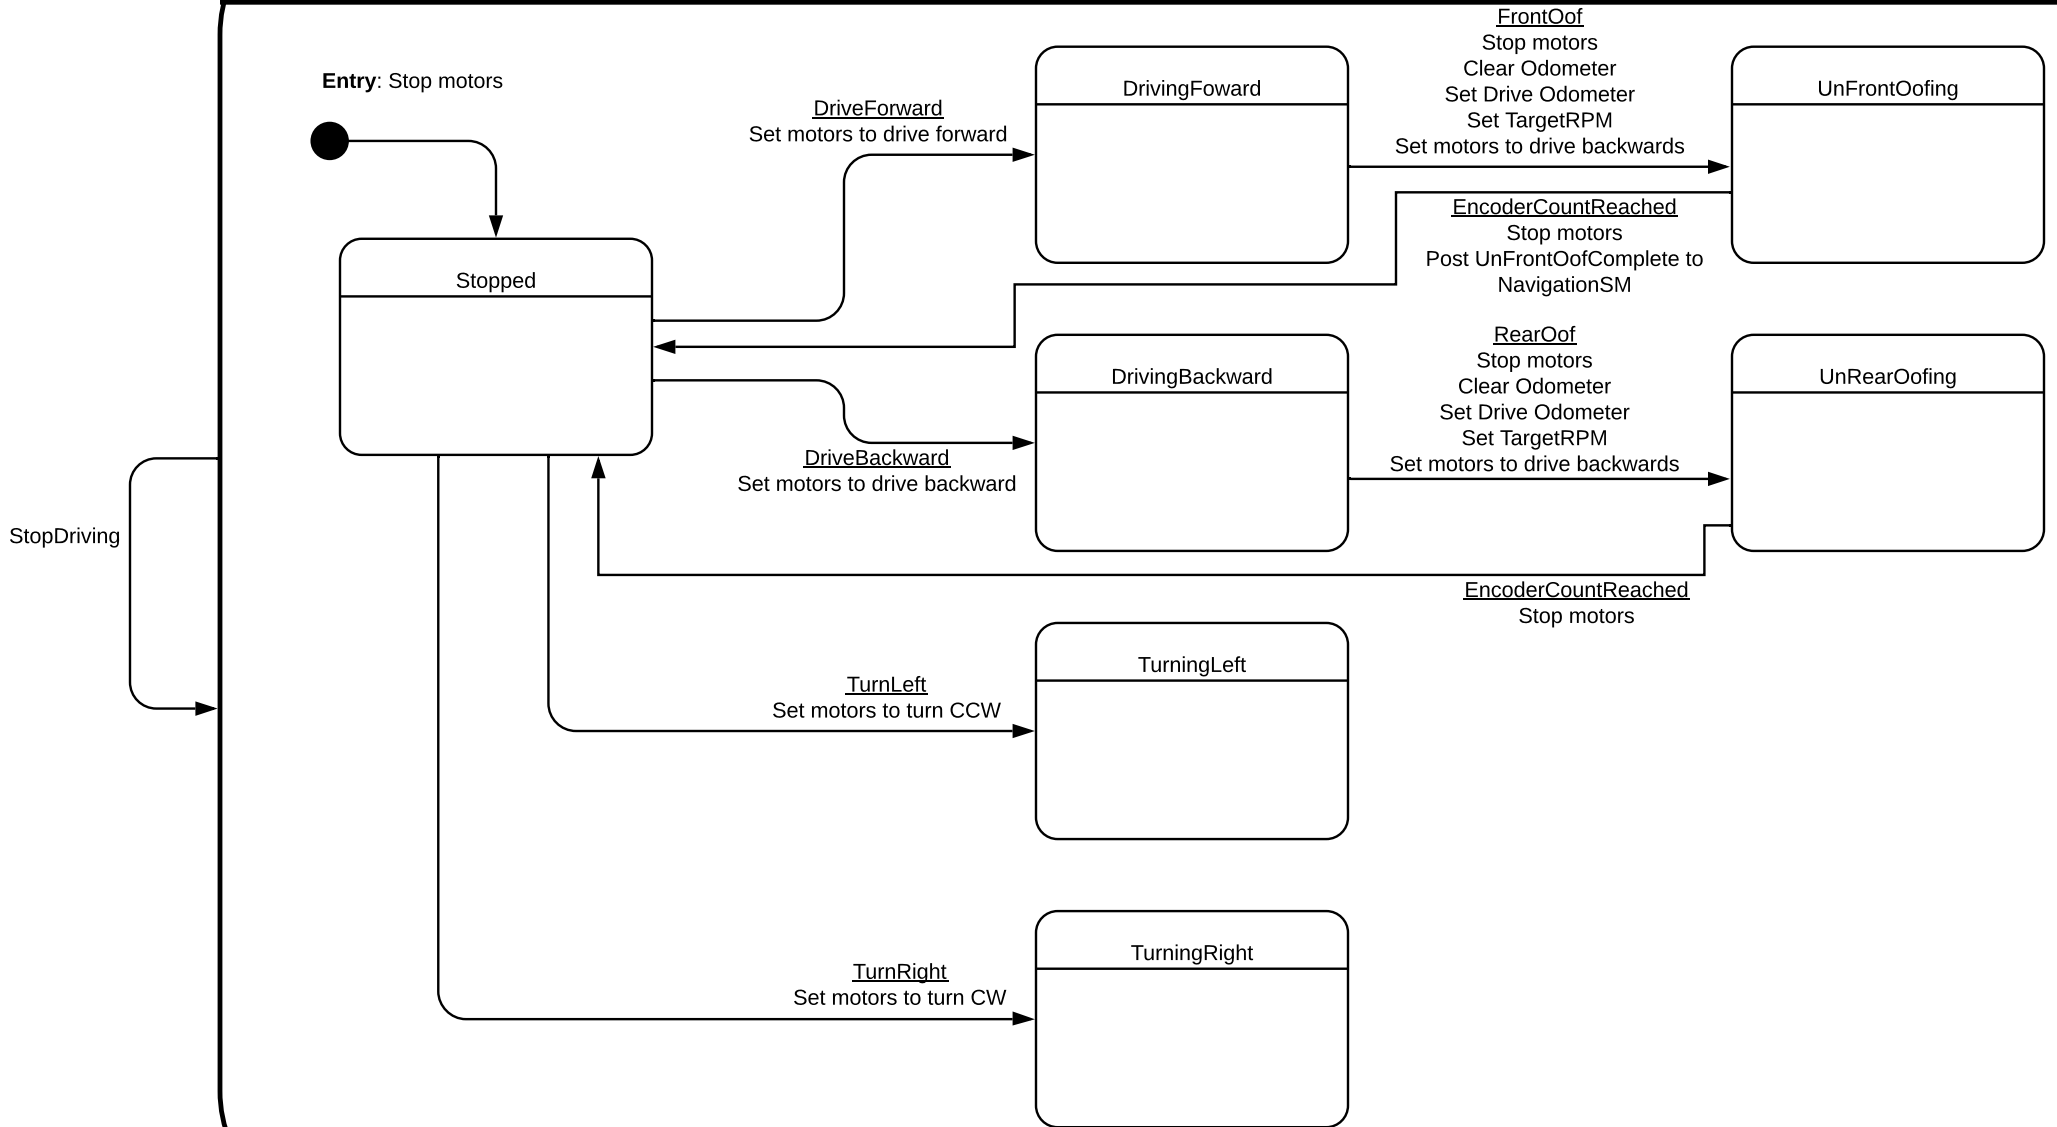 Entry: Stop motors
DriveForward
Set motors to drive forward
DrivingFoward
FrontOof
Stop motors
Clear Odometer
Set Drive Odometer
Set TargetRPM
Set motors to drive backwards
UnFrontOofing
EncoderCountReached
Stop motors
Post UnFrontOofComplete to
NavigationSM
Stopped
DriveBackward
Set motors to drive backward
DrivingBackward
RearOof
Stop motors
Clear Odometer
Set Drive Odometer
Set TargetRPM
Set motors to drive backwards
UnRearOofing
EncoderCountReached
Stop motors
StopDriving
TurnLeft
Set motors to turn CCW
TurningLeft
TurnRight
Set motors to turn CW
TurningRight